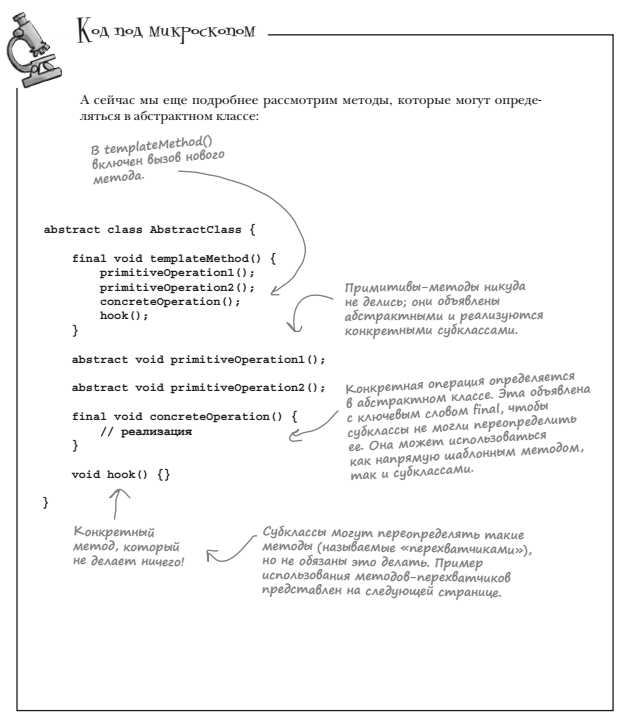 Код под микроскопом
А сейчас мы еще подробнее рассмотрим методы, которые могут опреде-
ляться в абстрактном классе:
В templateMethod()
включен вызов нового
метода.
abstract class AbstractClass {
final void templateMethod() {
primitiveOperation1();
primitiveOperation2();
concreteOperation();
hook();
}
Примитивы-методы никуда
не делись; они объявлены
абстрактными и реализуются
конкретными субклассами.
abstract void primitiveOperation1();
abstract void primitiveOperation2();
final void concreteOperation() {
// реализация
}
Конкретная операция определяется
в абстрактном классе. Эта объявлена
с ключевым словом final, чтобы
субклассы не могли переопределить
ее. Она может использоваться
как напрямую шаблонным методом,
так и субклассами.
void hook() {}
}
Конкретный
метод, который
не делает ничего!
Субклассы могут переопределять такие
методы (называемые «перехватчиками»),
но не обязаны это делать. Пример
использования методов-перехватчиков
представлен на следующей странице.